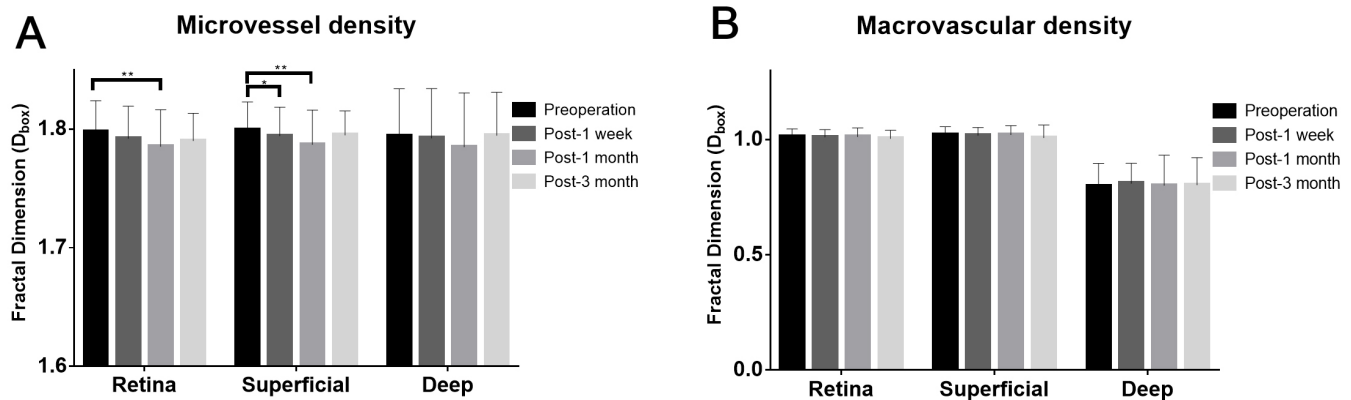 A
Microvessel density
Fractal Dimension (Dbox)
1.8
1.7
1.6
**
**
*
Retina
Superficial
Deep
Preoperation
Post-1 week
Post-1 month
Post-3 month
B
Macrovascular density
Fractal Dimension (Dbox)
1.0
0.5
0.0
Retina
Superficial
Deep
Preoperation
Post-1 week
Post-1 month
Post-3 month